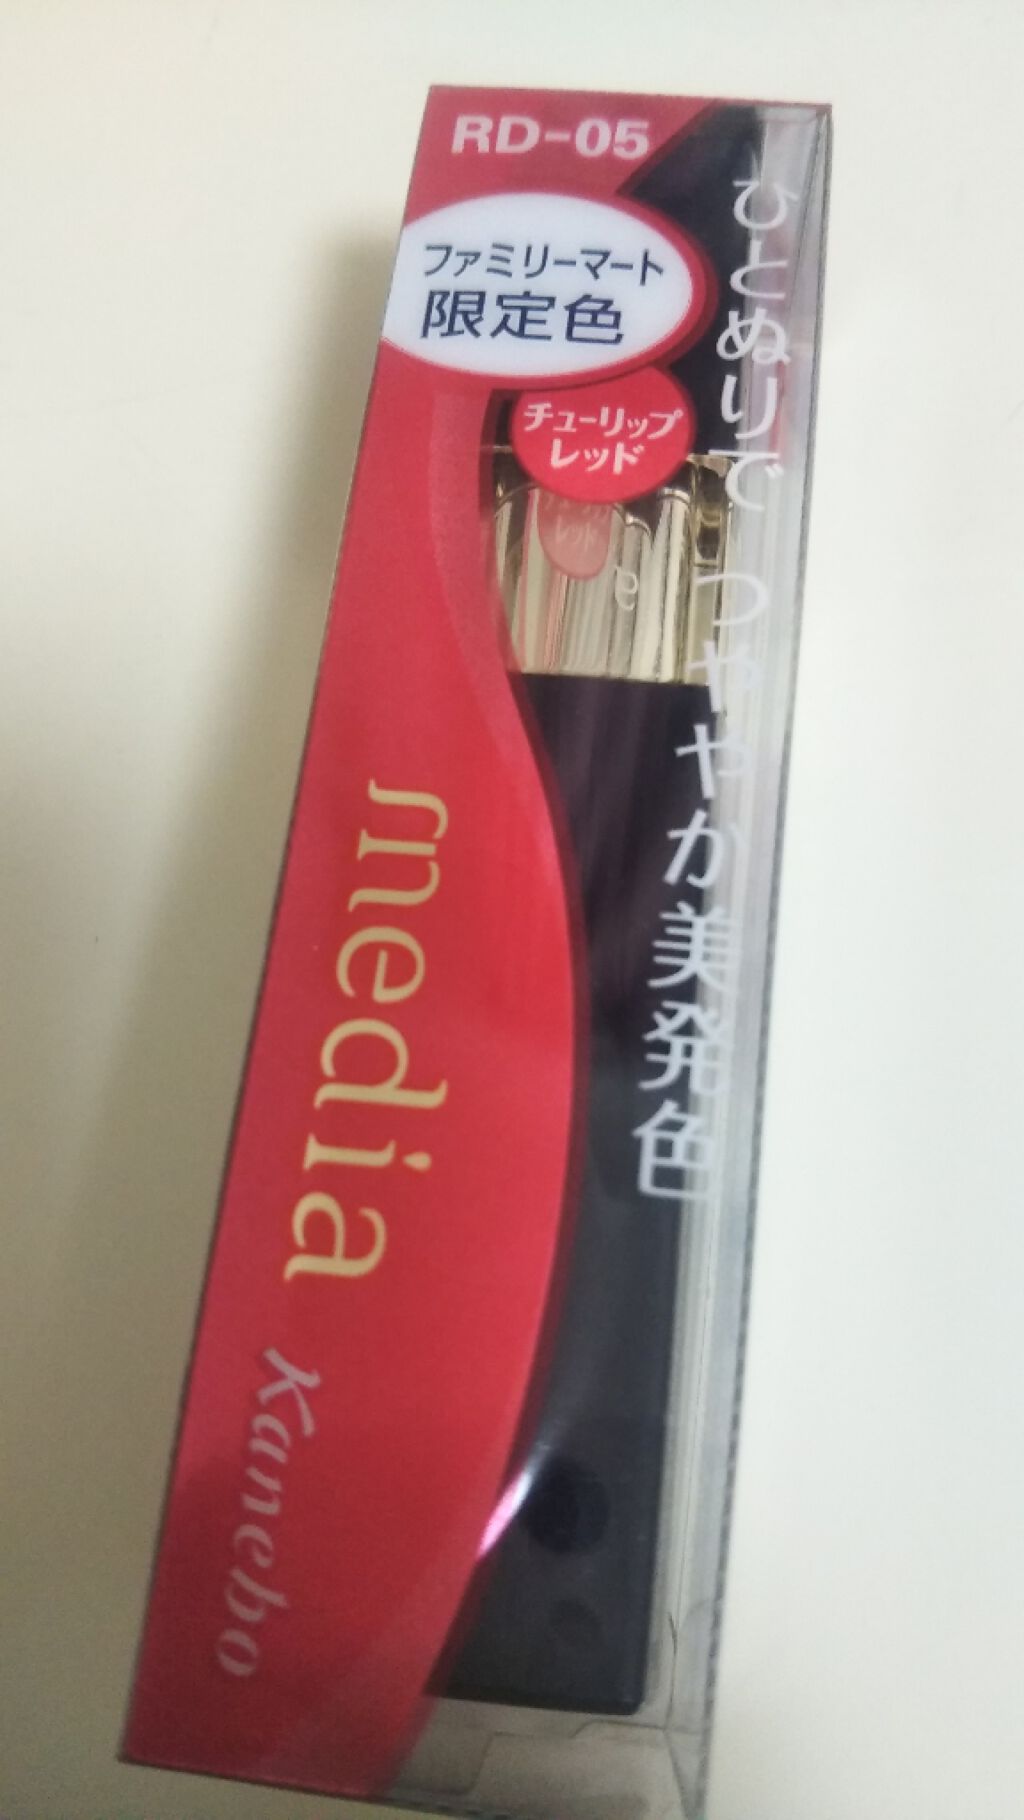 RD-05
ファミリーマート
限定色
チューリップ
レッド
ひとぬりで つややか美発色
media
Kanebo